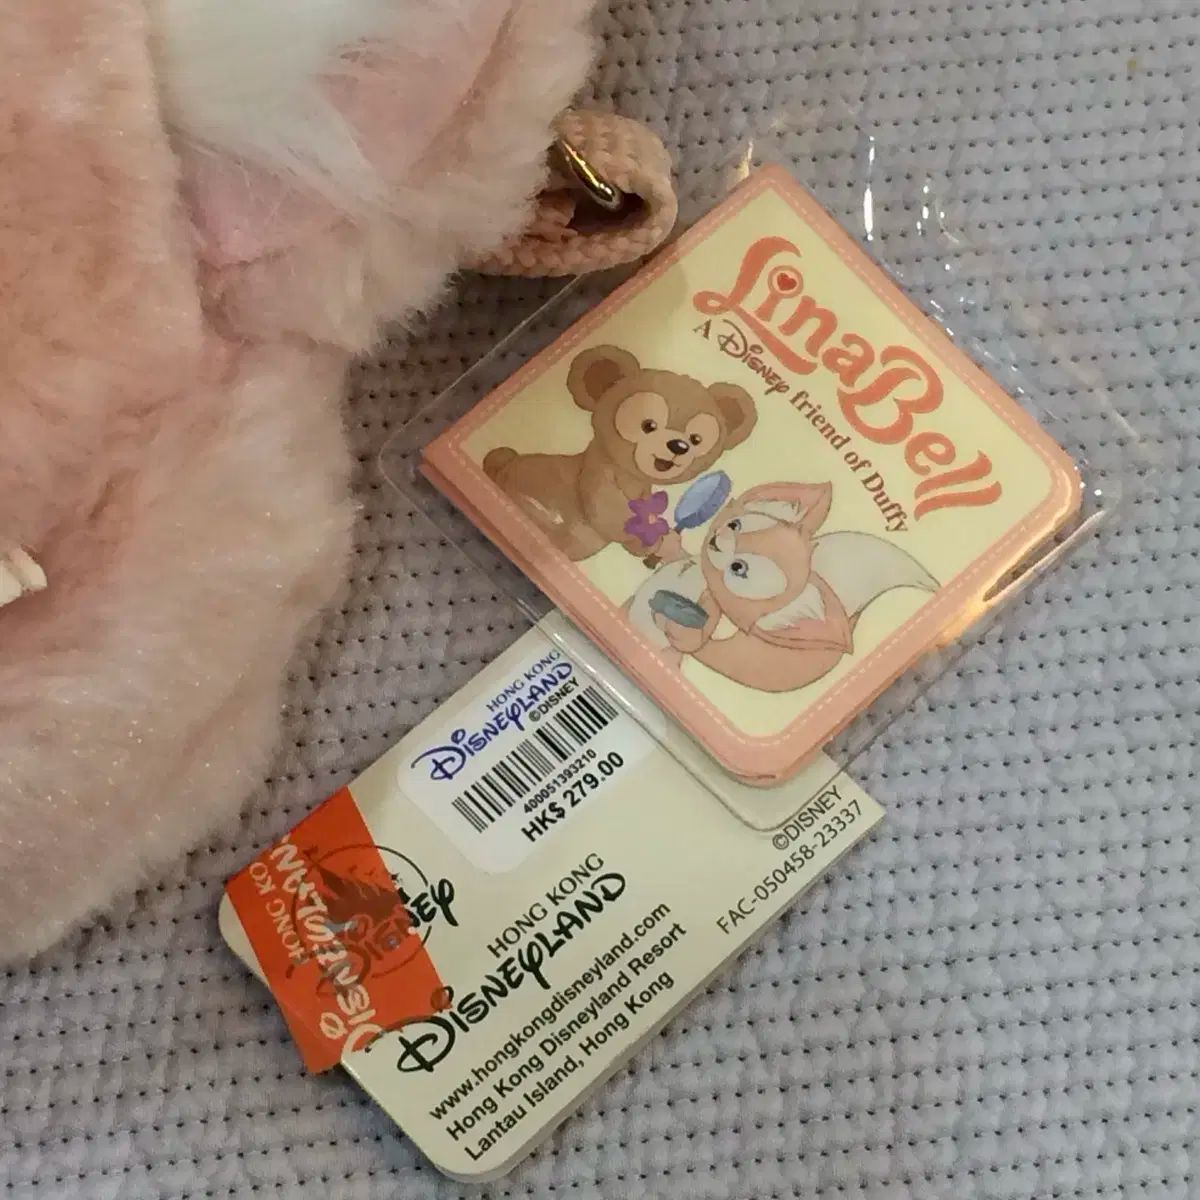 LinaBell
A Disney friend of Duffy
HONG KONG
DISNEYLAND
©DISNEY
400051393210
HK$ 279.00
©DISNEY
FAC-050458-23337
HONG KONG
DISNEYLAND
www.hongkongdisneyland.com
Hong Kong Disneyland Resort
Lantau Island, Hong Kong